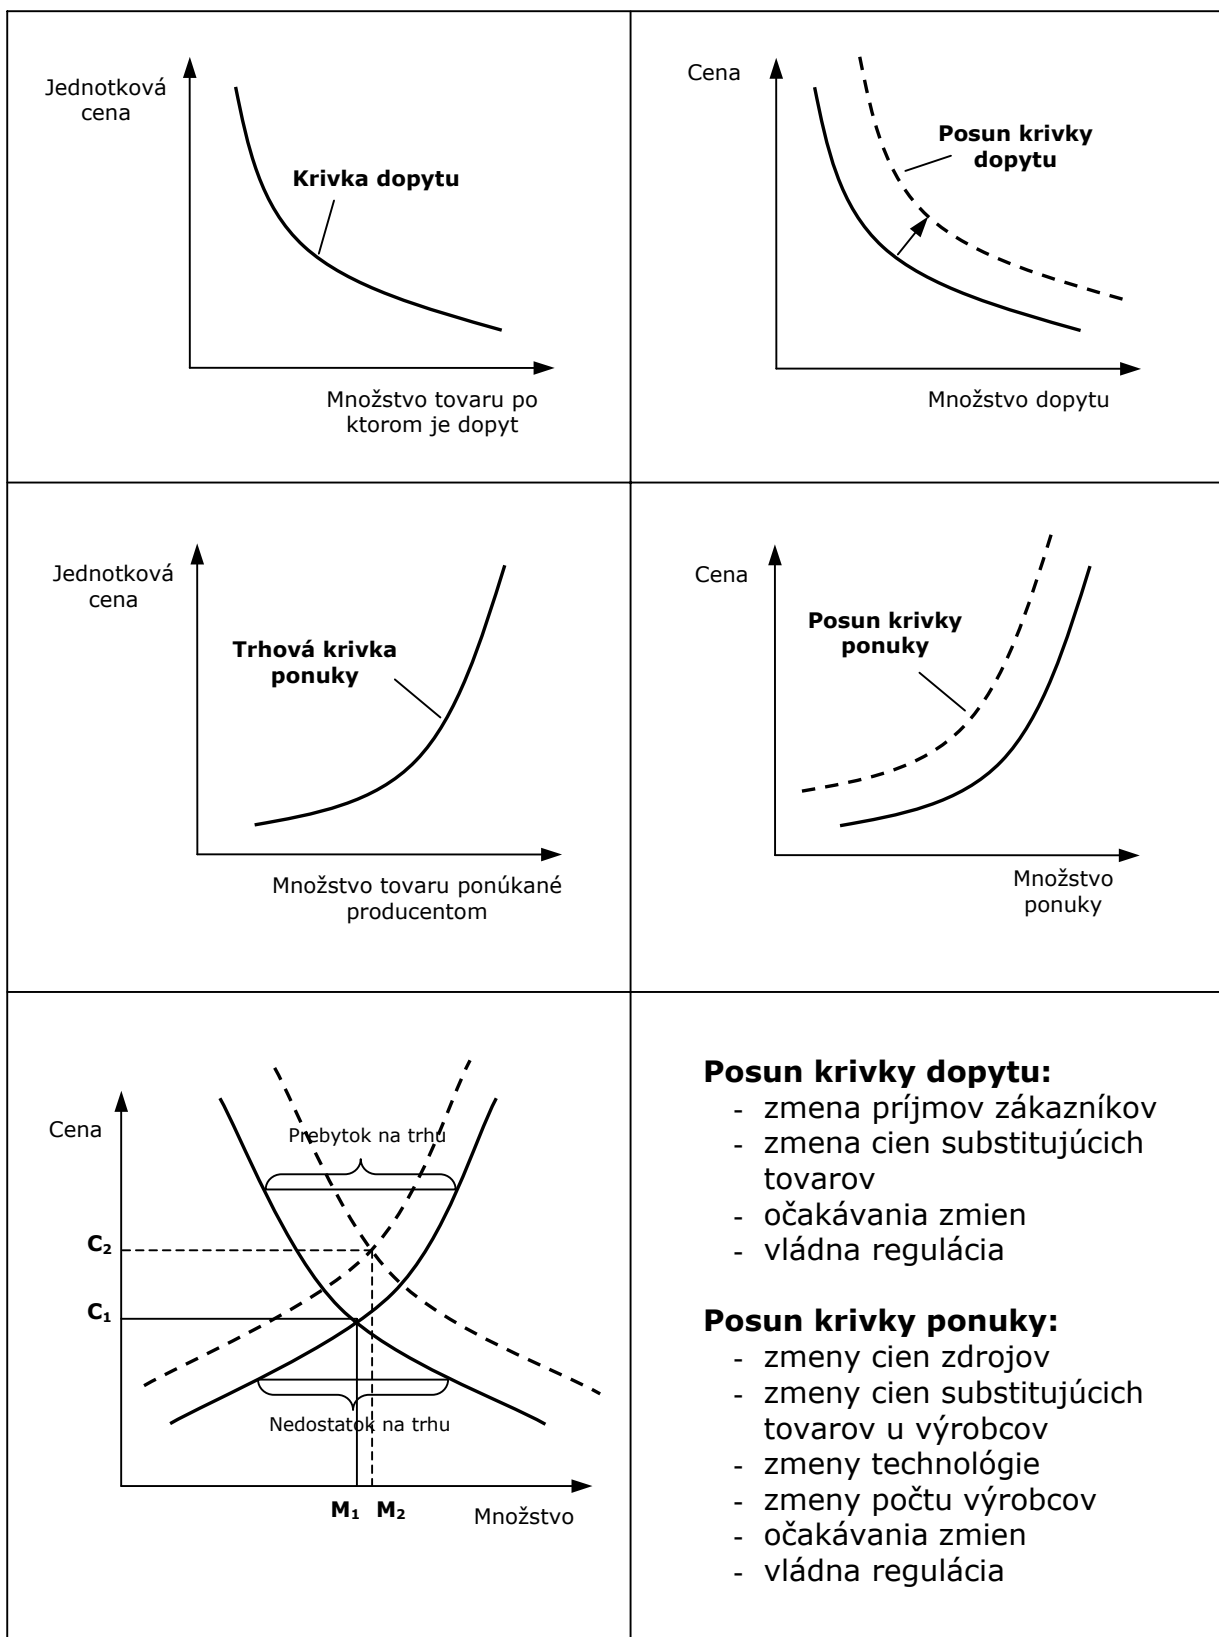 Jednotková
cena
Krivka dopytu
Množstvo tovaru po
ktorom je dopyt
Cena
Posun krivky
dopytu
Množstvo dopytu
Jednotková
cena
Trhová krivka
ponuky
Množstvo tovaru ponúkané
producentom
Cena
Posun krivky
ponuky
Množstvo
ponuky
Cena
Prebytok na trhu
C₂
C₁
Nedostatok na trhu
M₁ M₂
Množstvo
Posun krivky dopytu:
- zmena príjmov zákazníkov
- zmena cien substitujúcich
tovarov
- očakávania zmien
- vládna regulácia
Posun krivky ponuky:
- zmeny cien zdrojov
- zmeny cien substitujúcich
tovarov u výrobcov
- zmeny technológie
- zmeny počtu výrobcov
- očakávania zmien
- vládna regulácia